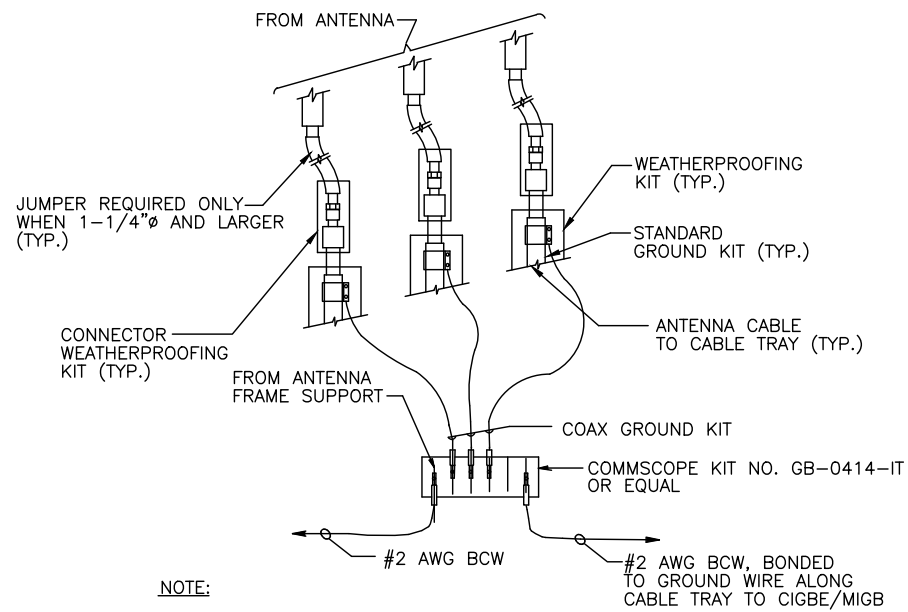 FROM ANTENNA
JUMPER REQUIRED ONLY
WHEN 1-1/4"ø AND LARGER
(TYP.)
WEATHERPROOFING
KIT (TYP.)
STANDARD
GROUND KIT (TYP.)
CONNECTOR
WEATHERPROOFING
KIT (TYP.)
ANTENNA CABLE
TO CABLE TRAY (TYP.)
FROM ANTENNA
FRAME SUPPORT
COAX GROUND KIT
COMMSCOPE KIT NO. GB-0414-IT
OR EQUAL
#2 AWG BCW
#2 AWG BCW, BONDED
TO GROUND WIRE ALONG
CABLE TRAY TO CIGBE/MIGB
NOTE: